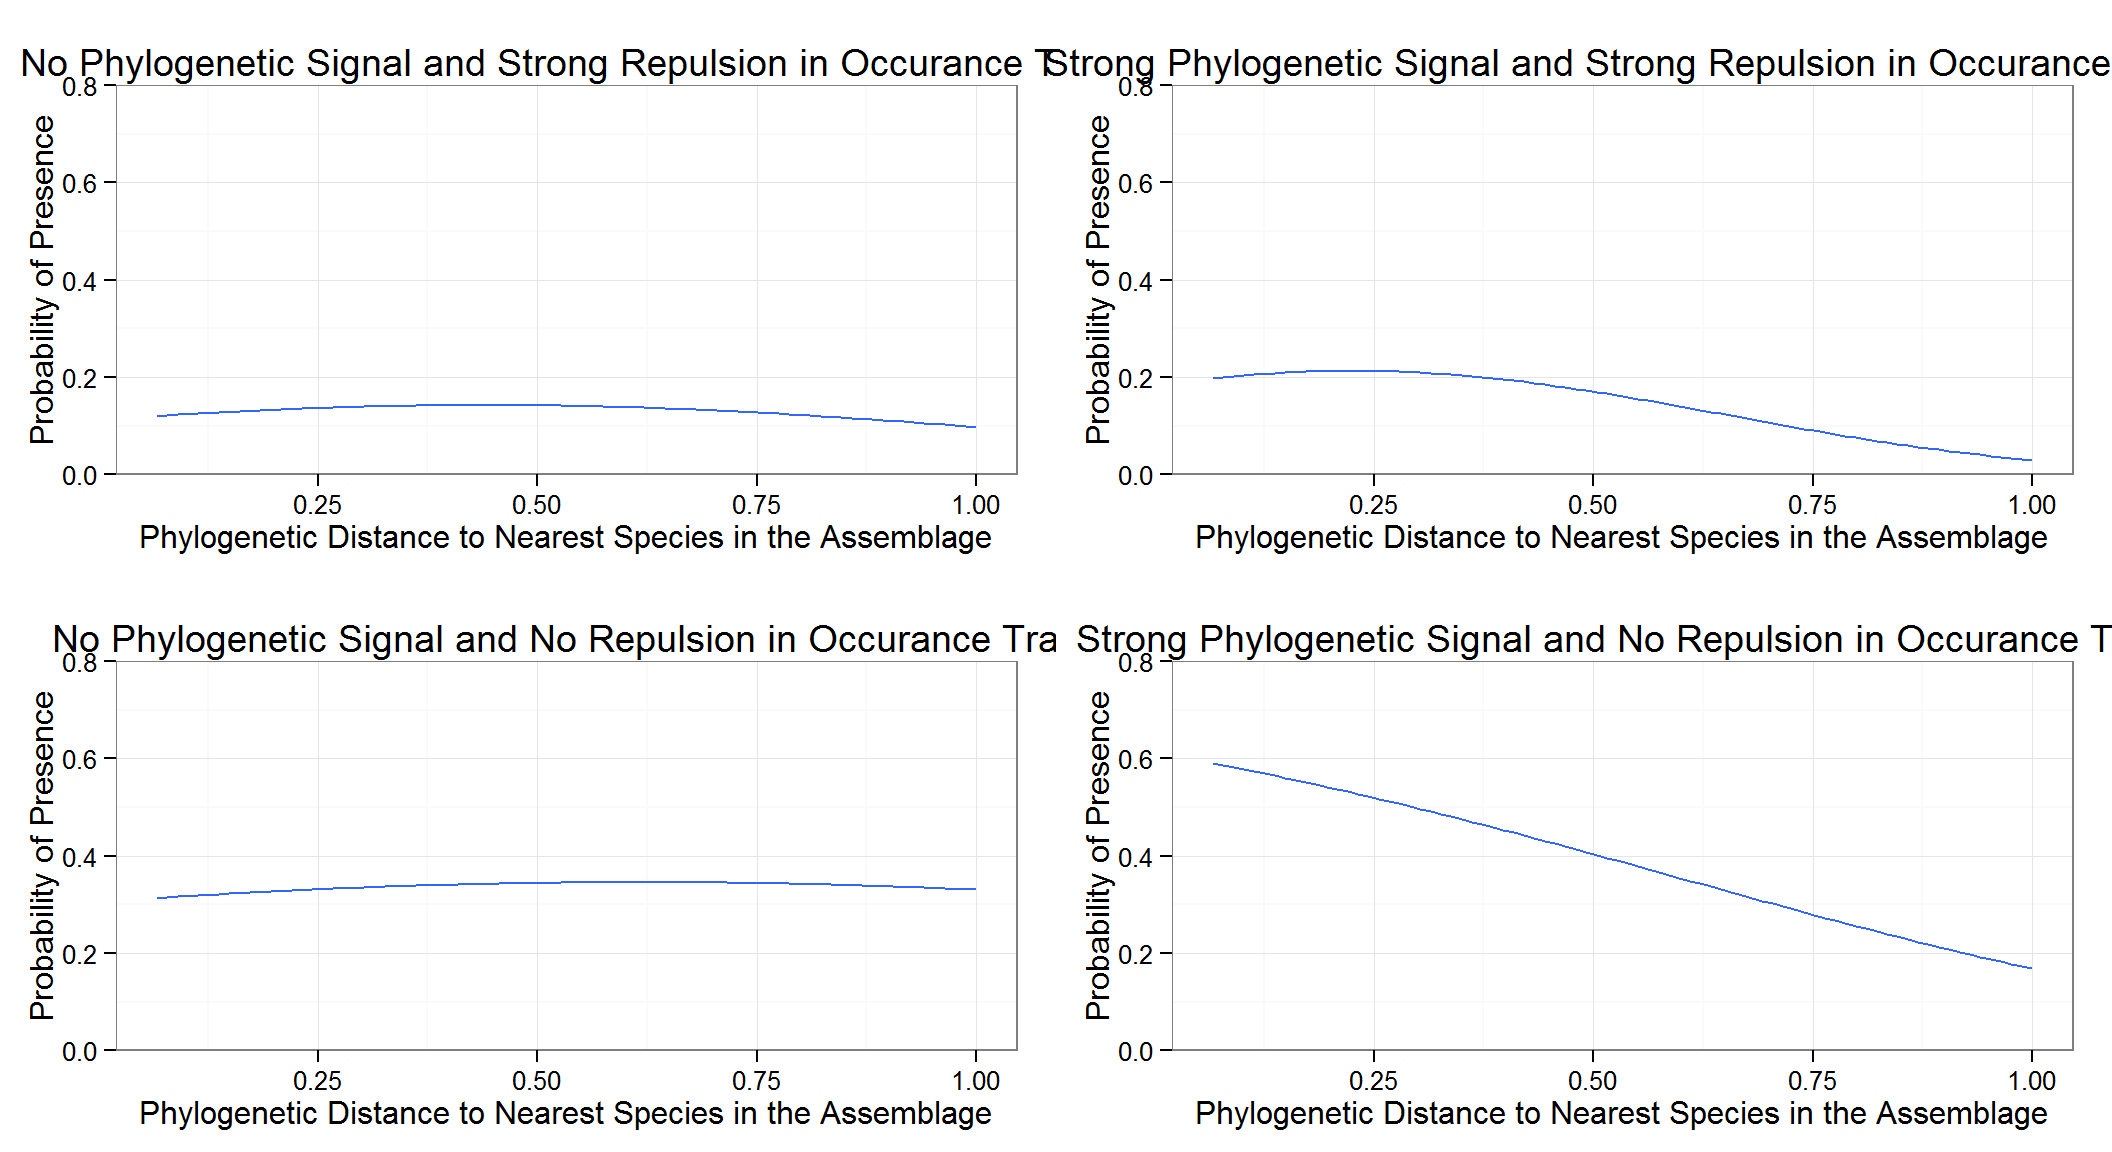 No Phylogenetic Signal and Strong Repulsion in Occurance T
0.8
0.6
0.4
0.2
0.0
Probability of Presence
0.25 0.50 0.75 1.00
Phylogenetic Distance to Nearest Species in the Assemblage
Strong Phylogenetic Signal and Strong Repulsion in Occurance
0.8
0.6
0.4
0.2
0.0
Probability of Presence
0.25 0.50 0.75 1.00
Phylogenetic Distance to Nearest Species in the Assemblage
No Phylogenetic Signal and No Repulsion in Occurance Tra
0.8
0.6
0.4
0.2
0.0
Probability of Presence
0.25 0.50 0.75 1.00
Phylogenetic Distance to Nearest Species in the Assemblage
Strong Phylogenetic Signal and No Repulsion in Occurance T
0.8
0.6
0.4
0.2
0.0
Probability of Presence
0.25 0.50 0.75 1.00
Phylogenetic Distance to Nearest Species in the Assemblage